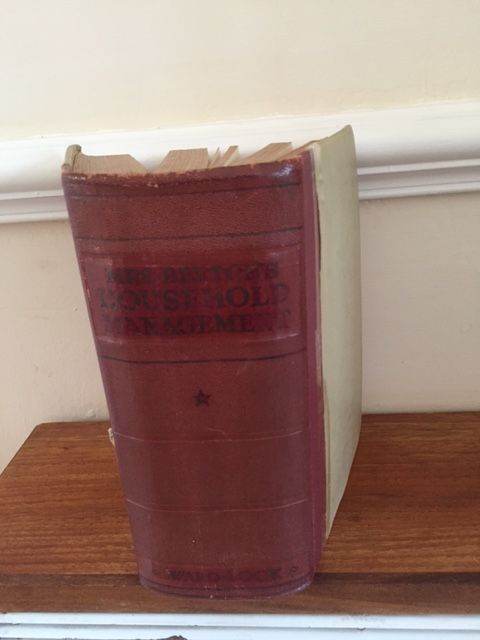 MRS BEETON'S
HOUSEHOLD
MANAGEMENT
WARD·LOCK